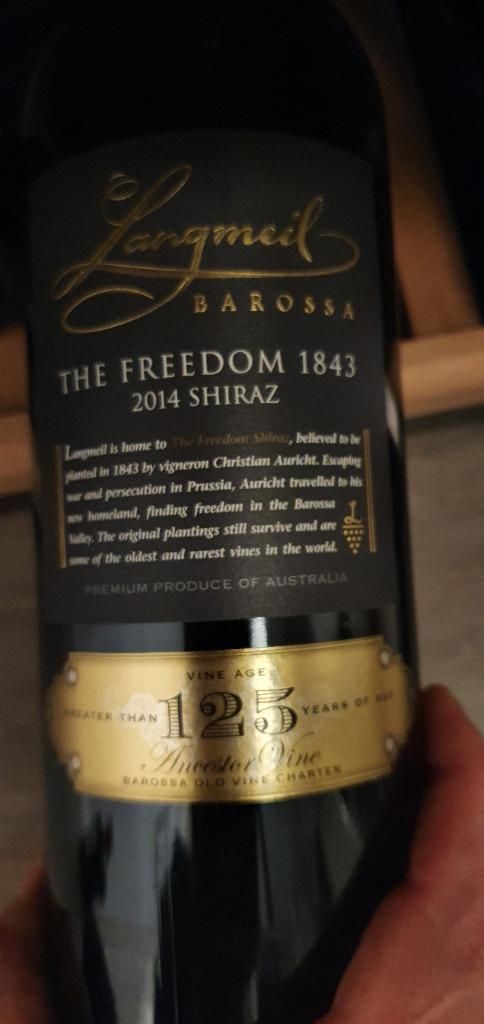 Langmeil
BAROSSA
THE FREEDOM 1843
2014 SHIRAZ
Langmeil is home to The Freedom Shiraz, believed to be
planted in 1843 by vigneron Christian Auricht. Escaping
war and persecution in Prussia, Auricht travelled to his
new homeland, finding freedom in the Barossa
Valley. The original plantings still survive and are
some of the oldest and rarest vines in the world.
L
PREMIUM PRODUCE OF AUSTRALIA
VINE AGE
GREATER THAN 125 YEARS OF AGE
Ancestor Vine
BAROSSA OLD VINE CHARTER